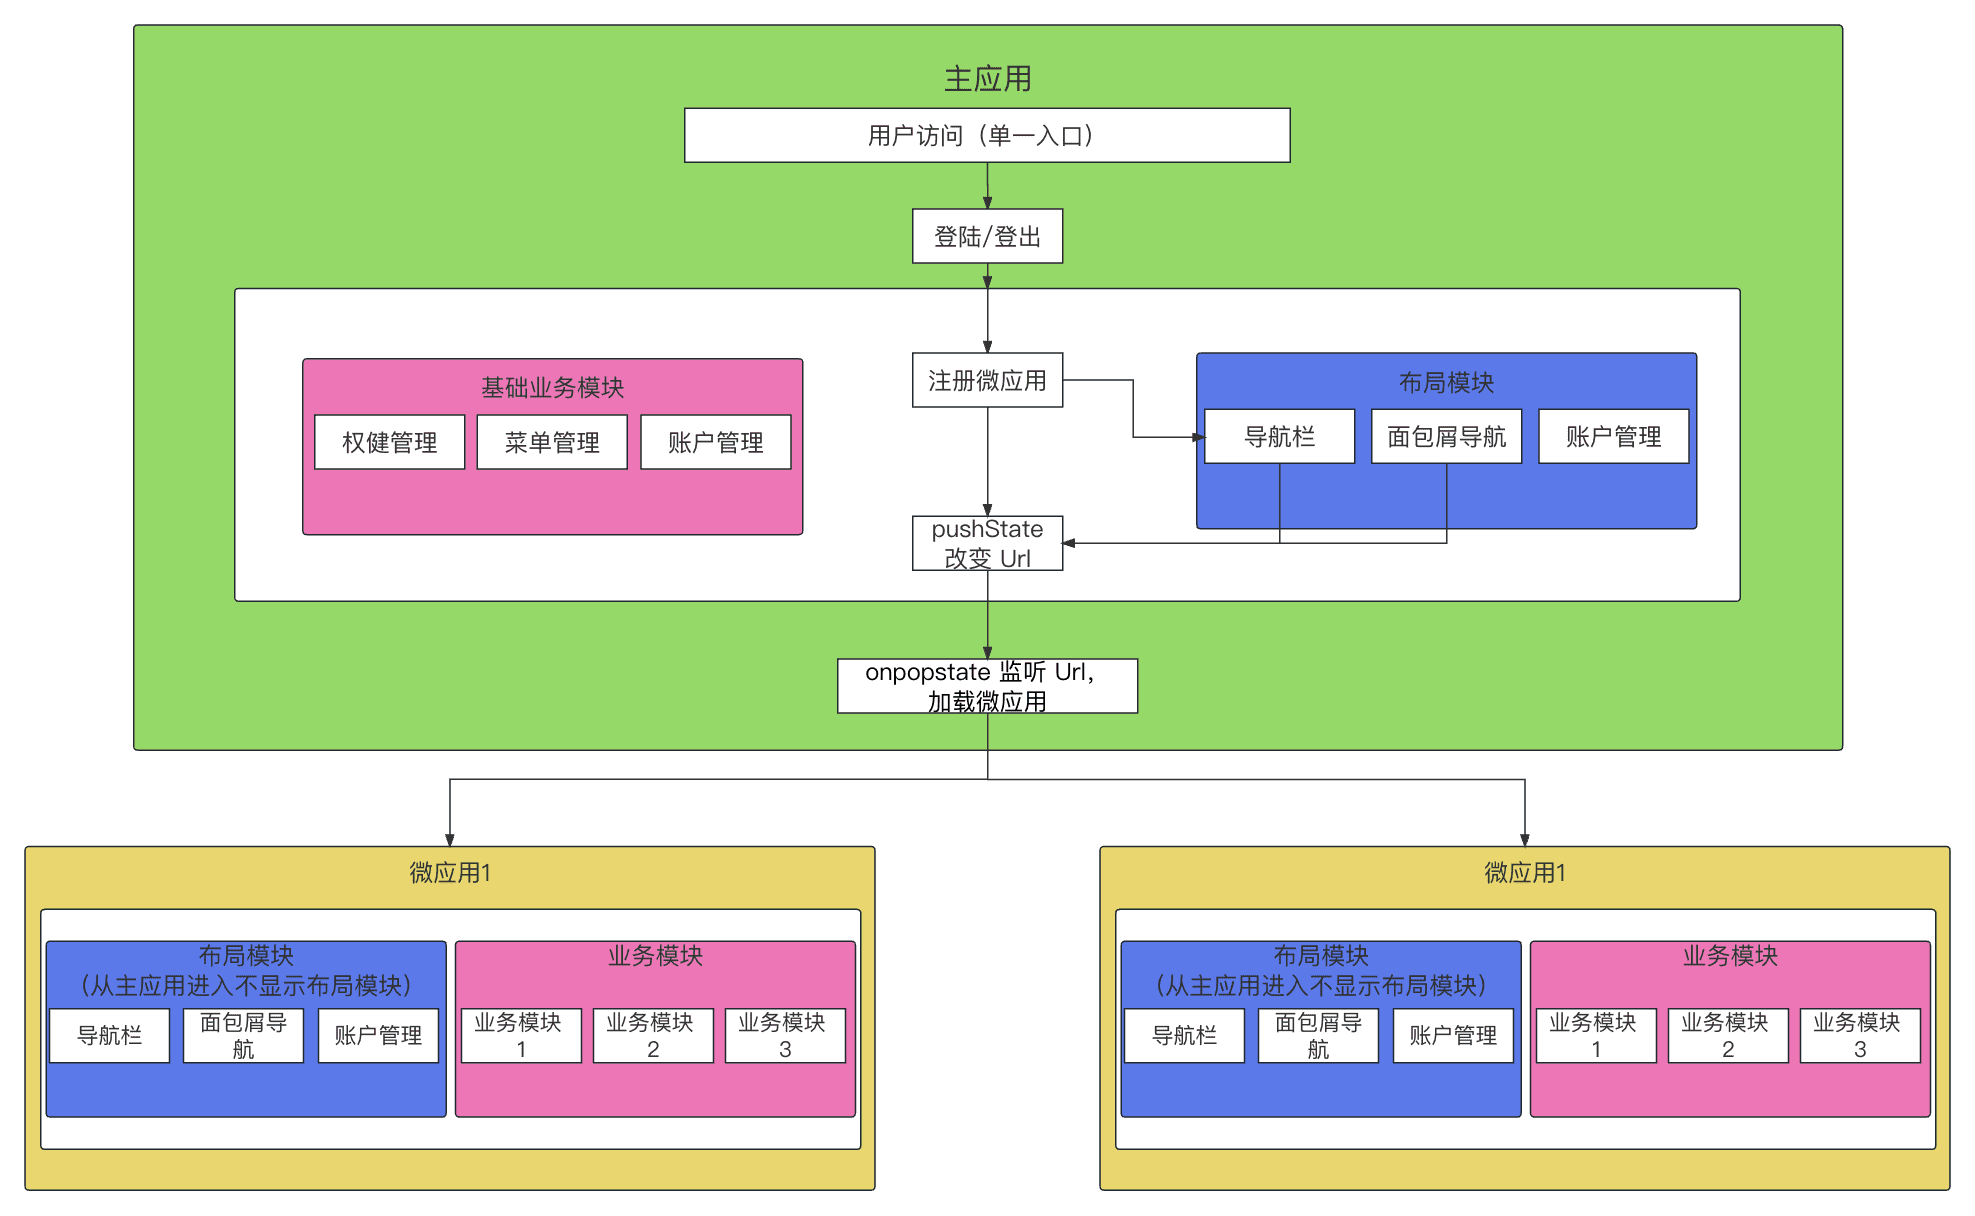 主应用
用户访问（单一入口）
登陆/登出
基础业务模块
权健管理
菜单管理
账户管理
注册微应用
布局模块
导航栏
面包屑导航
账户管理
pushState
改变 Url
onpopstate 监听 Url，
加载微应用
微应用1
布局模块
（从主应用进入不显示布局模块）
导航栏
面包屑导
航
账户管理
业务模块
业务模块
1
业务模块
2
业务模块
3
微应用1
布局模块
（从主应用进入不显示布局模块）
导航栏
面包屑导
航
账户管理
业务模块
业务模块
1
业务模块
2
业务模块
3